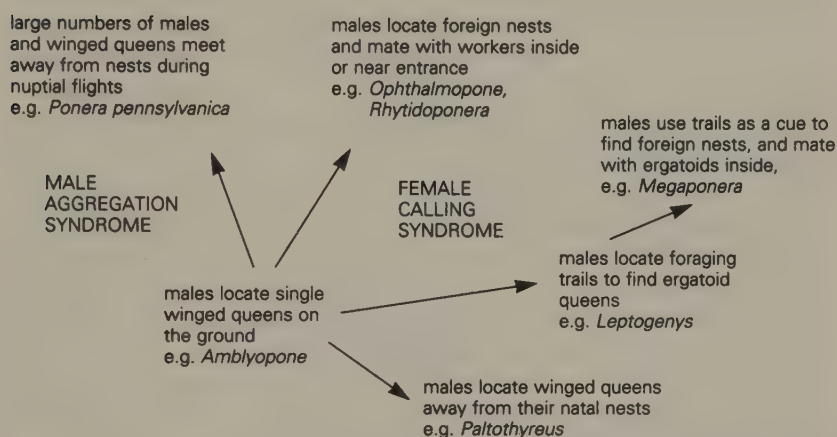 large numbers of males
and winged queens meet
away from nests during
nuptial flights
e.g. Ponera pennsylvanica
males locate foreign nests
and mate with workers inside
or near entrance
e.g. Ophthalmopone,
Rhytidoponera
males use trails as a cue to
find foreign nests, and mate
with ergatoids inside,
e.g. Megaponera
MALE
AGGREGATION
SYNDROME
FEMALE
CALLING
SYNDROME
males locate foraging
trails to find ergatoid
queens
e.g. Leptogenys
males locate single
winged queens on
the ground
e.g. Amblyopone
males locate winged queens
away from their natal nests
e.g. Paltothyreus